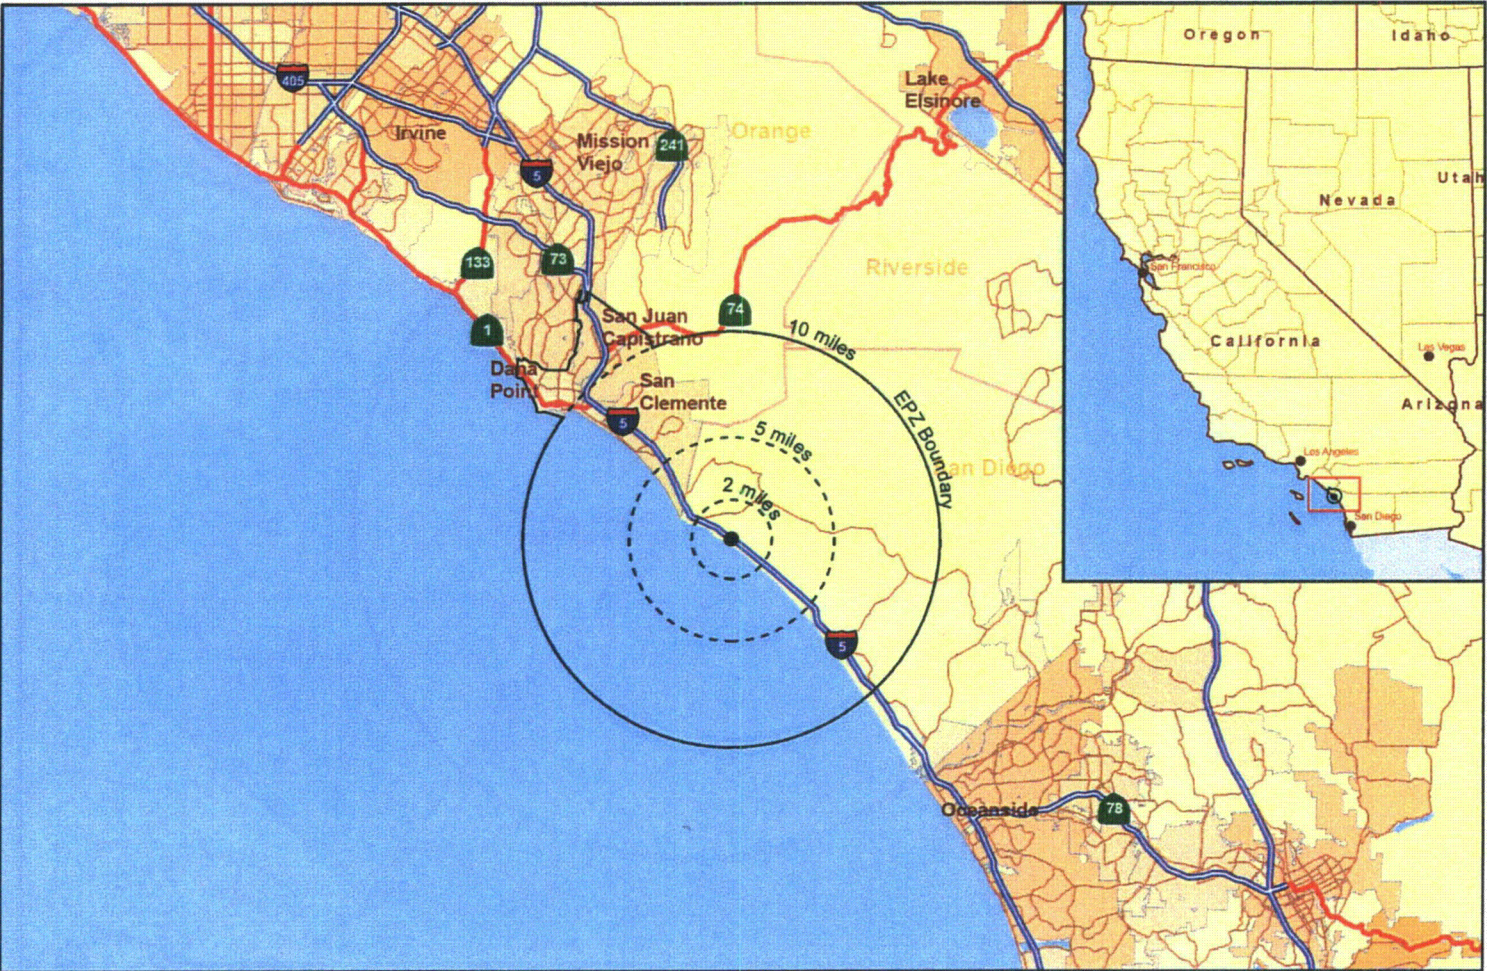 405
Irvine
Mission
Viejo
241
5
Orange
Lake
Elsinore
133
73
Riverside
74
1
San Juan
Capistrano
Dana
Point
San
Clemente
5
10 miles
EPZ Boundary
5 miles
2 miles
an Diego
5
Oceanside
78
Oregon
Idaho
Utah
Nevada
San Francisco
California
Las Vegas
Arizona
Los Angeles
San Diego